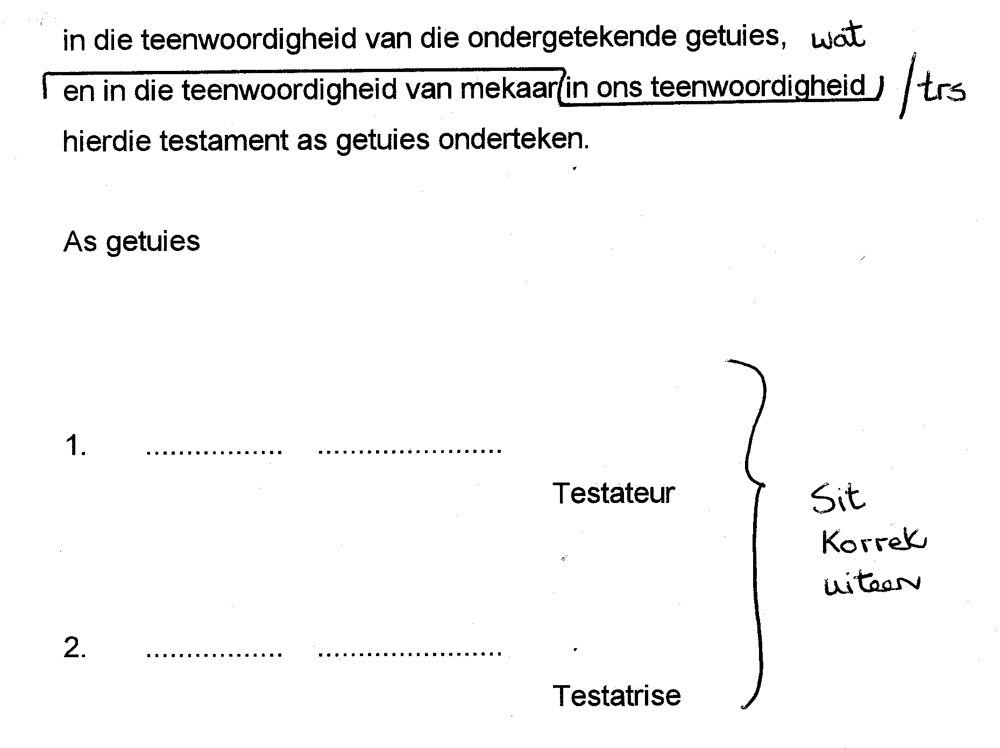 in die teenwoordigheid van die ondergetekende getuies, wat
en in die teenwoordigheid van mekaar in ons teenwoordigheid / trs
hierdie testament as getuies onderteken.
As getuies
1. ................. .......................
Testateur
Sit
Korrek
uiteen
2. ................. .......................
Testatrise